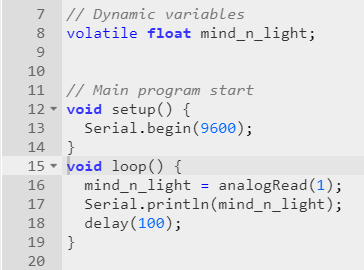 7 // Dynamic variables
8 volatile float mind_n_light;
9
10
11 // Main program start
12 void setup() {
13   Serial.begin(9600);
14 }
15 void loop() {
16   mind_n_light = analogRead(1);
17   Serial.println(mind_n_light);
18   delay(100);
19 }
20